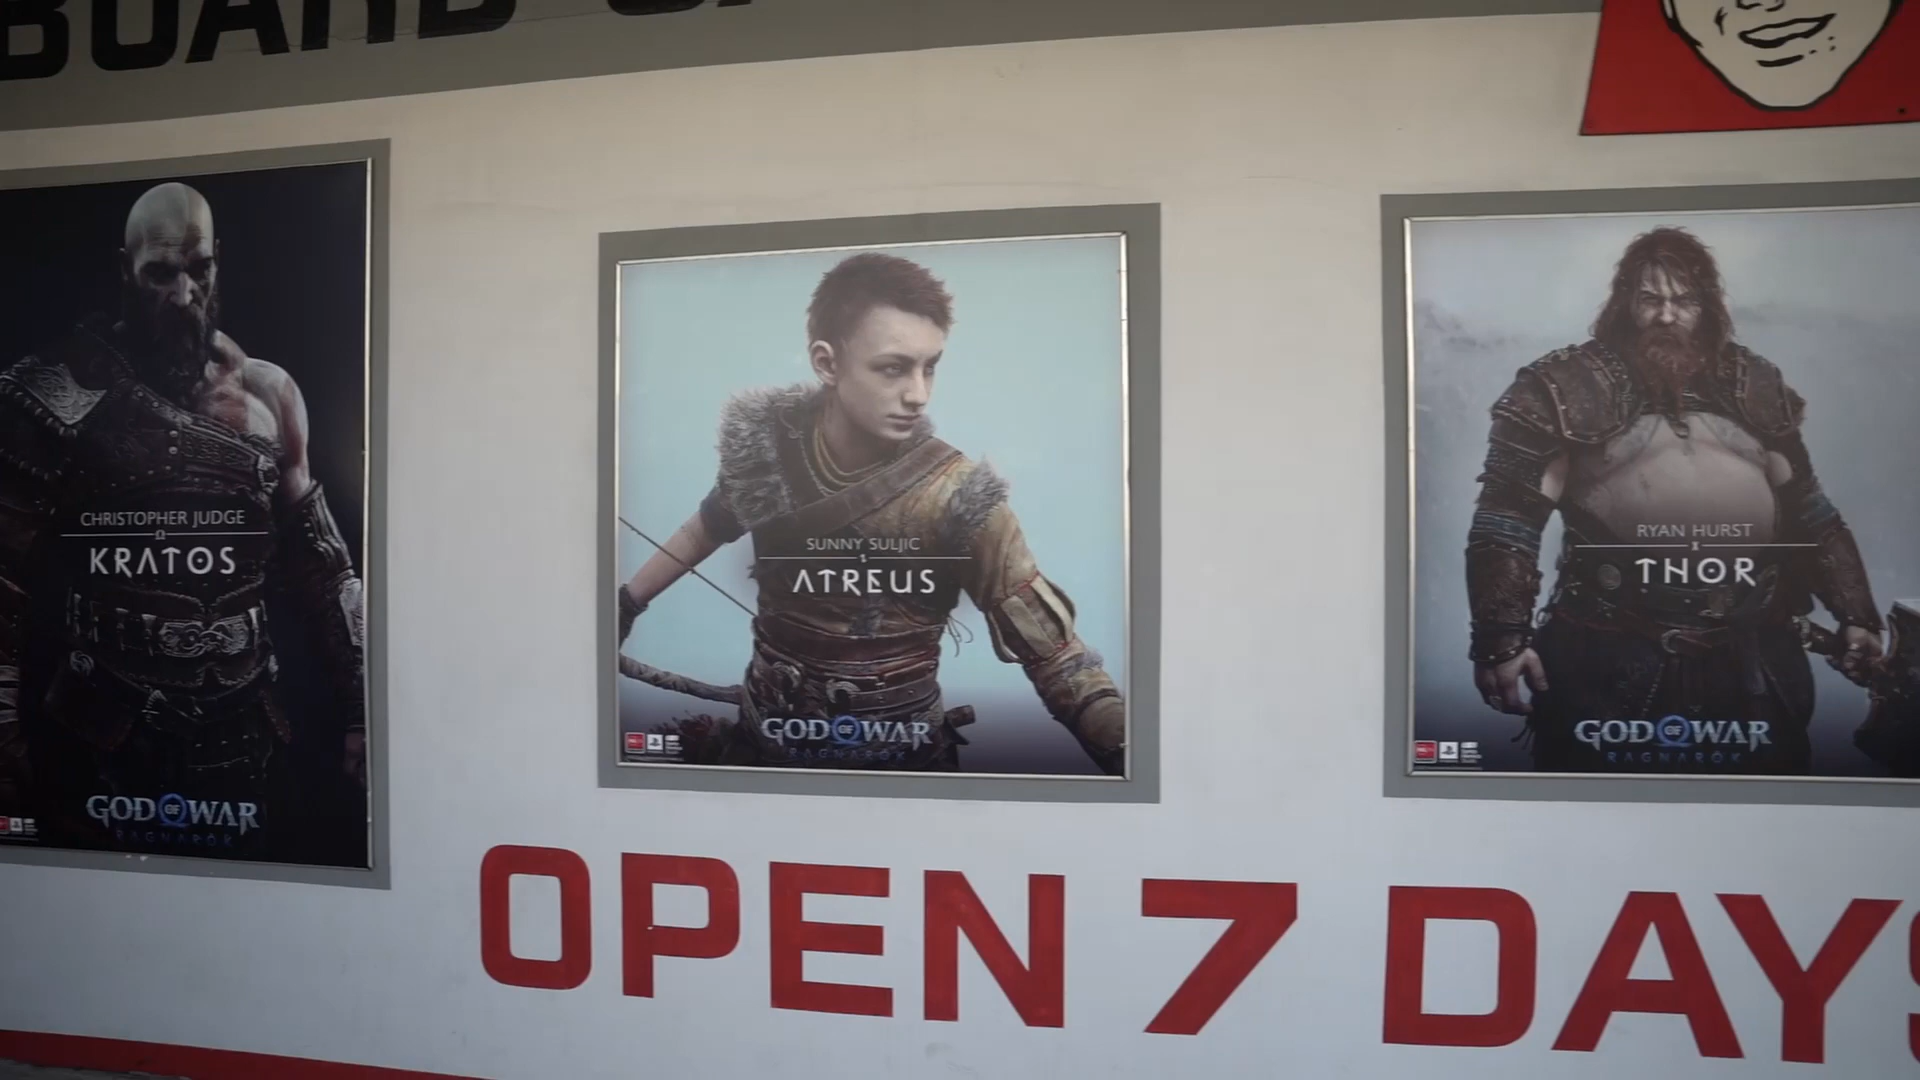 BOARD
CHRISTOPHER JUDGE
KRATOS
GOD OF WAR
RAGNARÖK
SUNNY SULJIC
ATREUS
GOD OF WAR
RAGNARÖK
RYAN HURST
THOR
GOD OF WAR
RAGNARÖK
OPEN 7 DAYS